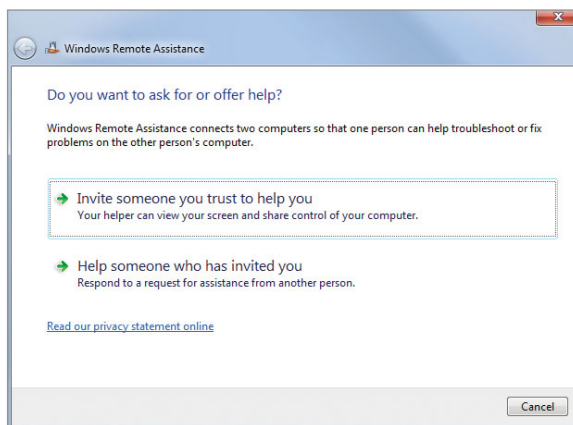 Windows Remote Assistance
Do you want to ask for or offer help?
Windows Remote Assistance connects two computers so that one person can help troubleshoot or fix
problems on the other person's computer.
Invite someone you trust to help you
Your helper can view your screen and share control of your computer.
Help someone who has invited you
Respond to a request for assistance from another person.
Read our privacy statement online
Cancel